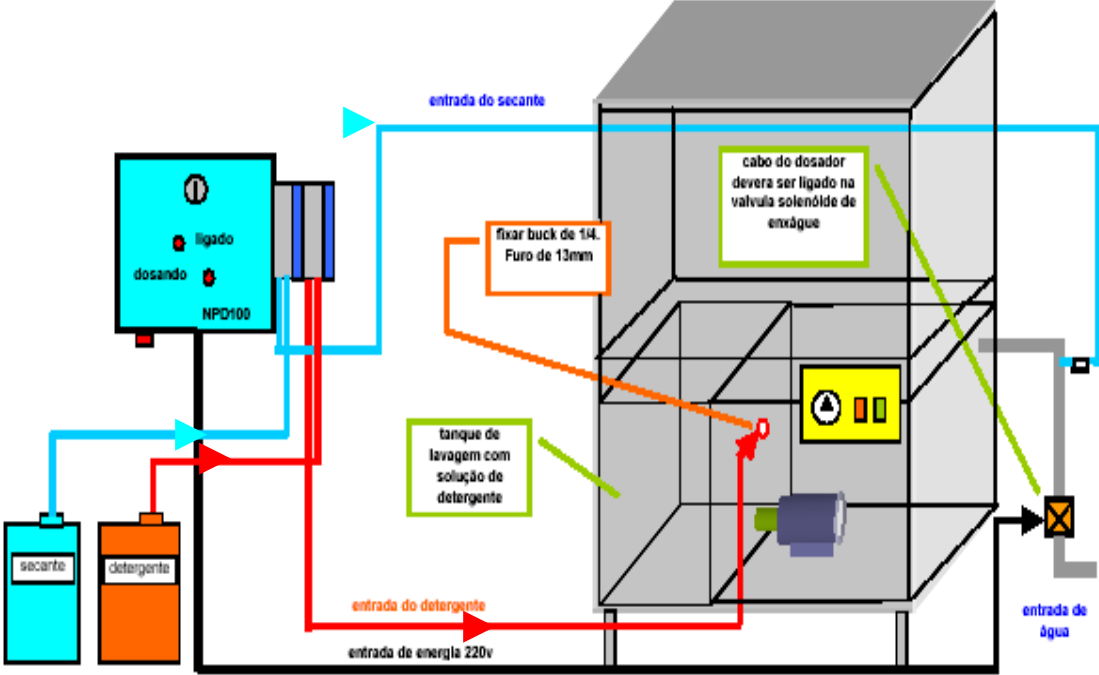 entrada do secante
cabo do dosador
devera ser ligado na
valvula solenóide de
enxágue
fixar buck de 1/4.
Furo de 13mm
ligado
dosando
NPD100
tanque de
lavagem com
solução de
detergente
secante
detergente
entrada do detergente
entrada de energia 220v
entrada de
água